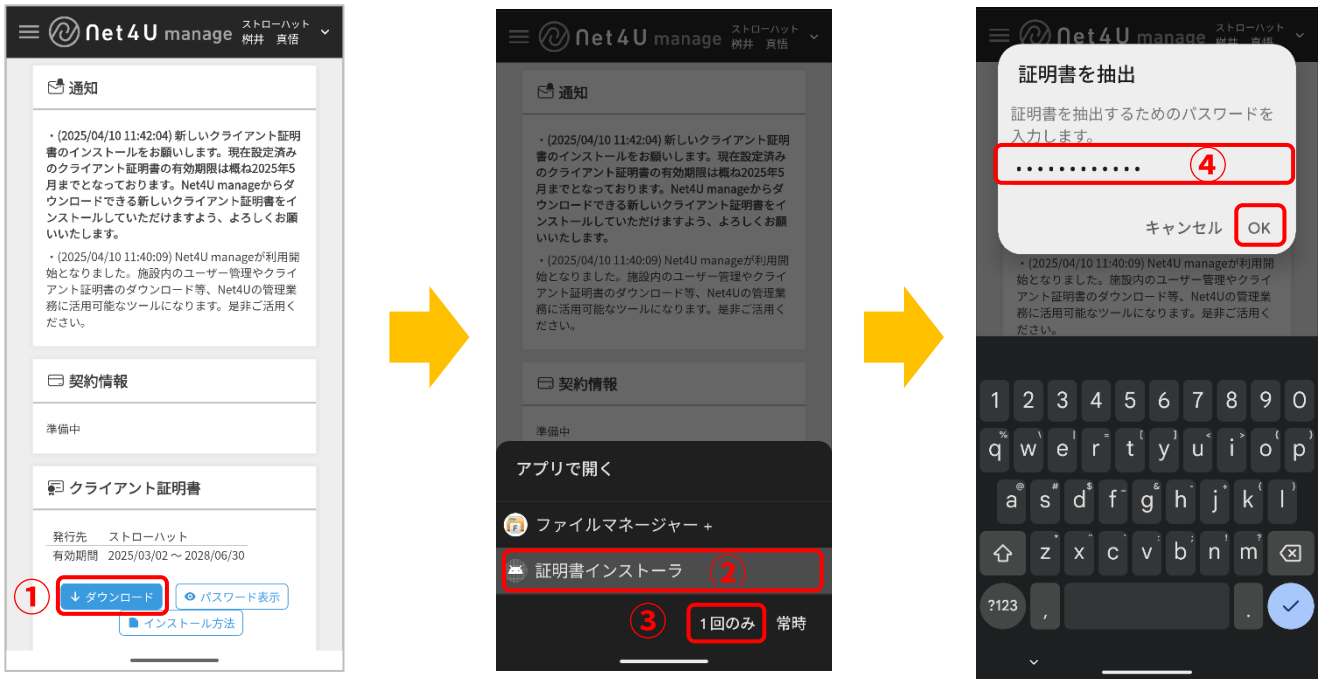 Net4U manage
ストローハット
桝井 真悟
通知
・(2025/04/10 11:42:04) 新しいクライアント証明
書のインストールをお願いします。現在設定済み
のクライアント証明書の有効期限は概ね2025年5
月までとなっております。Net4U manageからダ
ウンロードできる新しいクライアント証明書をイ
ンストールしていただけますよう、よろしくお願
いいたします。
・(2025/04/10 11:40:09) Net4U manageが利用開
始となりました。施設内のユーザー管理やクライ
アント証明書のダウンロード等、Net4Uの管理業
務に活用可能なツールになります。是非ご活用く
ださい。
契約情報
準備中
クライアント証明書
発行先 ストローハット
有効期間 2025/03/02 ~ 2028/06/30
① ダウンロード パスワード表示
インストール方法
Net4U manage
ストローハット
桝井 真悟
通知
・(2025/04/10 11:42:04) 新しいクライアント証明
書のインストールをお願いします。現在設定済み
のクライアント証明書の有効期限は概ね2025年5
月までとなっております。Net4U manageからダ
ウンロードできる新しいクライアント証明書をイ
ンストールしていただけますよう、よろしくお願
いいたします。
・(2025/04/10 11:40:09) Net4U manageが利用開
始となりました。施設内のユーザー管理やクライ
アント証明書のダウンロード等、Net4Uの管理業
務に活用可能なツールになります。是非ご活用く
ださい。
契約情報
準備中
アプリで開く
ファイルマネージャー +
証明書インストーラ ②
③ 1回のみ 常時
Net4U manage
ストローハット
桝井 真悟
証明書を抽出
証明書を抽出するためのパスワードを
入力します。
•••••••••••• ④
キャンセル OK
・(2025/04/10 11:40:09) Net4U manageが利用開
始となりました。施設内のユーザー管理やクライ
アント証明書のダウンロード等、Net4Uの管理業
務に活用可能なツールになります。是非ご活用く
ださい。
1 2 3 4 5 6 7 8 9 0
q w e r t y u i o p
a s d f g h j k l
z x c v b n m
?123 , .